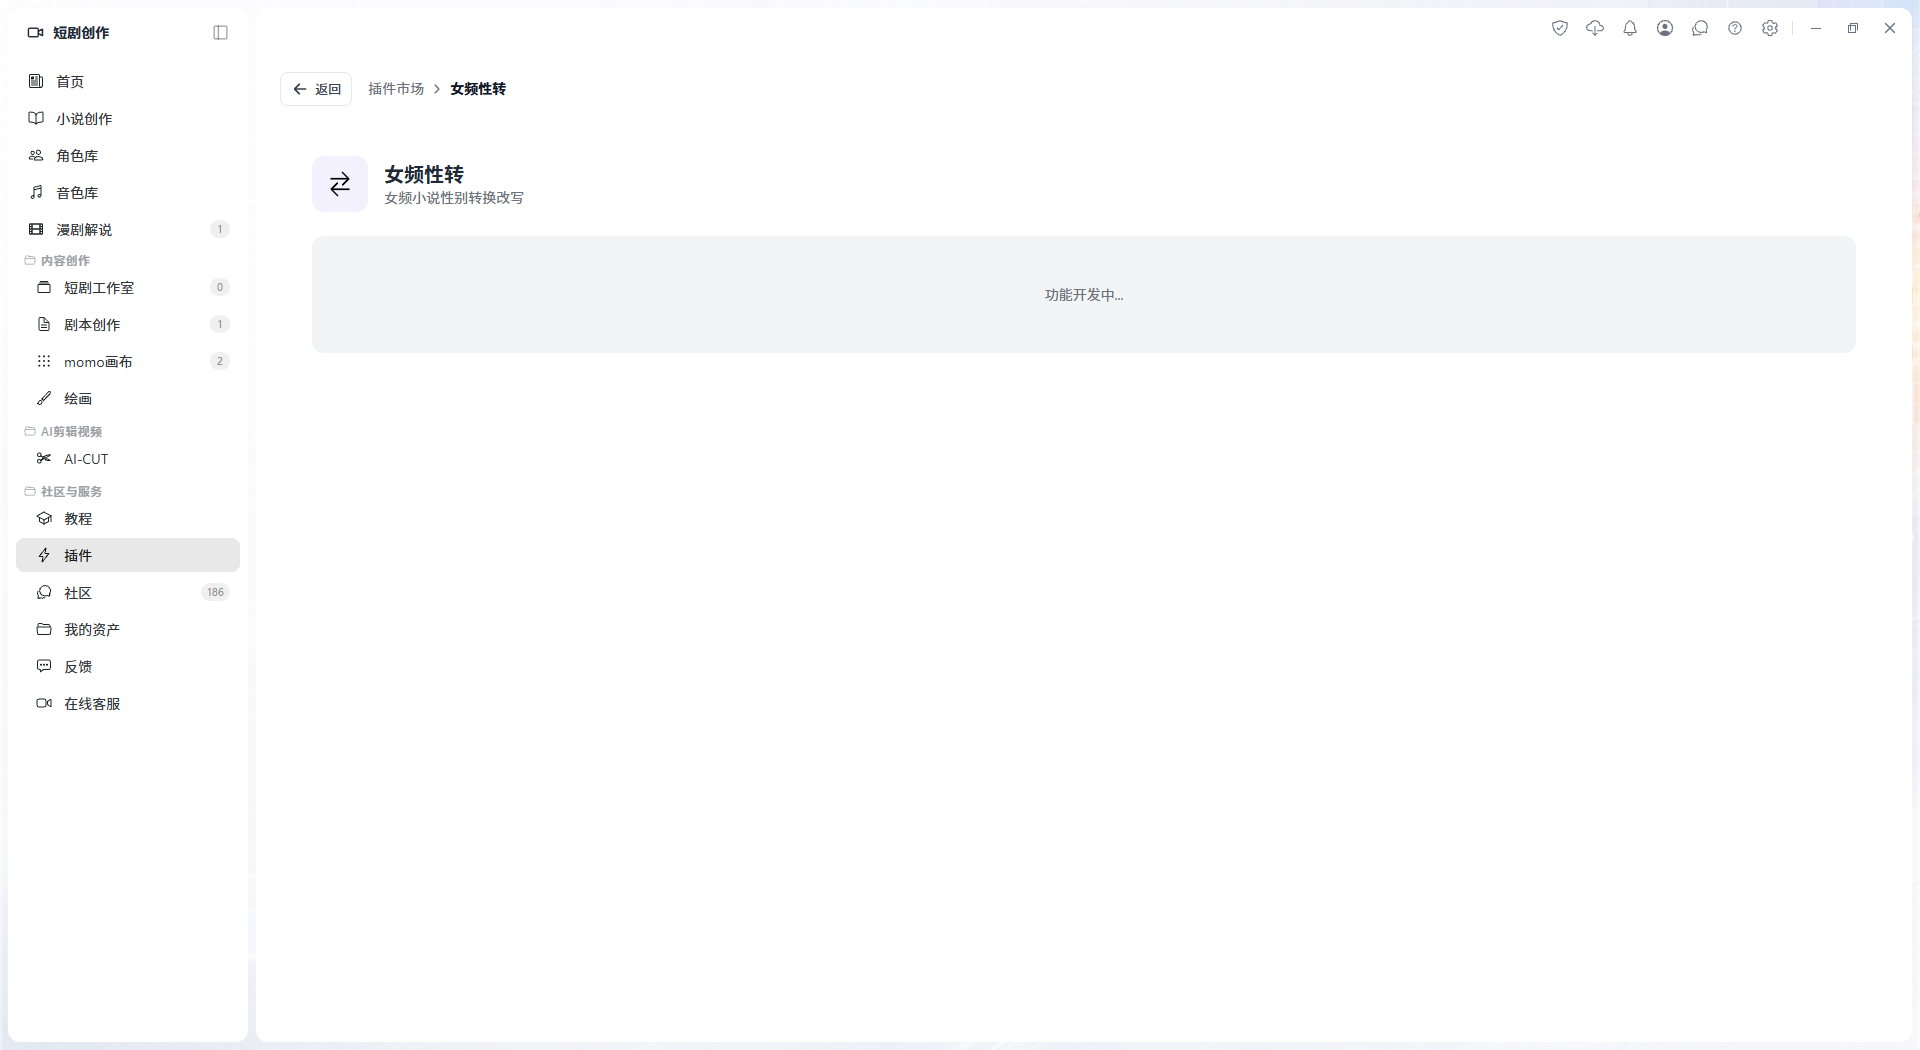 短剧创作
首页
小说创作
角色库
音色库
漫剧解说 1
内容创作
短剧工作室 0
剧本创作 1
momo画布 2
绘画
AI剪辑视频
AI-CUT
社区与服务
教程
插件
社区 186
我的资产
反馈
在线客服
返回 插件市场 > 女频性转
女频性转
女频小说性别转换改写
功能开发中...